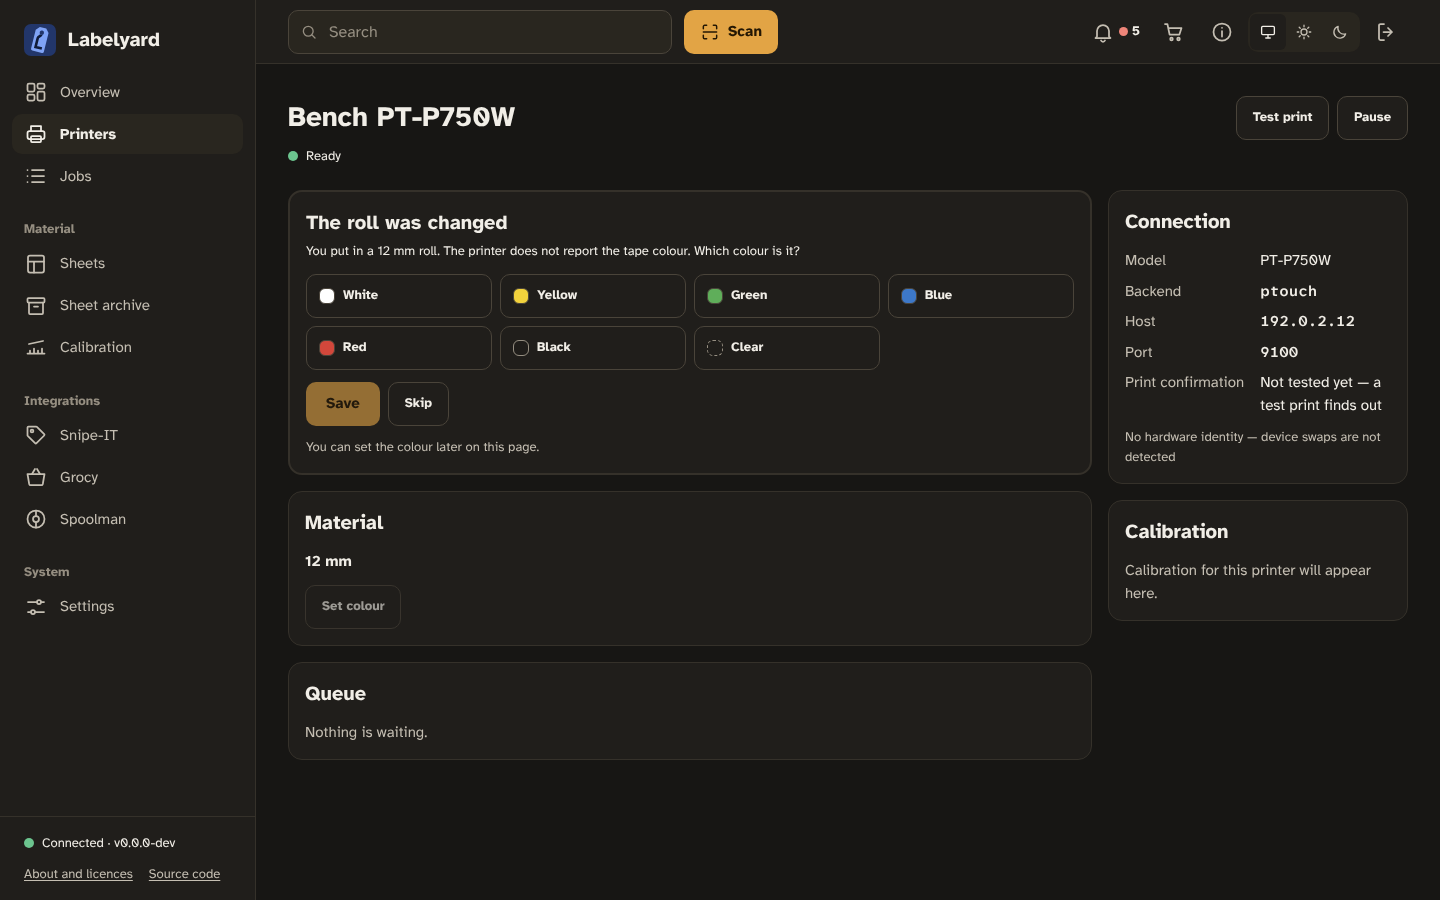 Labelyard
Overview
Printers
Jobs
Material
Sheets
Sheet archive
Calibration
Integrations
Snipe-IT
Grocy
Spoolman
System
Settings
Connected · v0.0.0-dev
About and licences
Source code
Search
Scan
5
Bench PT-P750W
Ready
Test print
Pause
The roll was changed
You put in a 12 mm roll. The printer does not report the tape colour. Which colour is it?
White
Yellow
Green
Blue
Red
Black
Clear
Save
Skip
You can set the colour later on this page.
Material
12 mm
Set colour
Queue
Nothing is waiting.
Connection
Model PT-P750W
Backend ptouch
Host 192.0.2.12
Port 9100
Print confirmation Not tested yet — a
test print finds out
No hardware identity — device swaps are not
detected
Calibration
Calibration for this printer will appear
here.